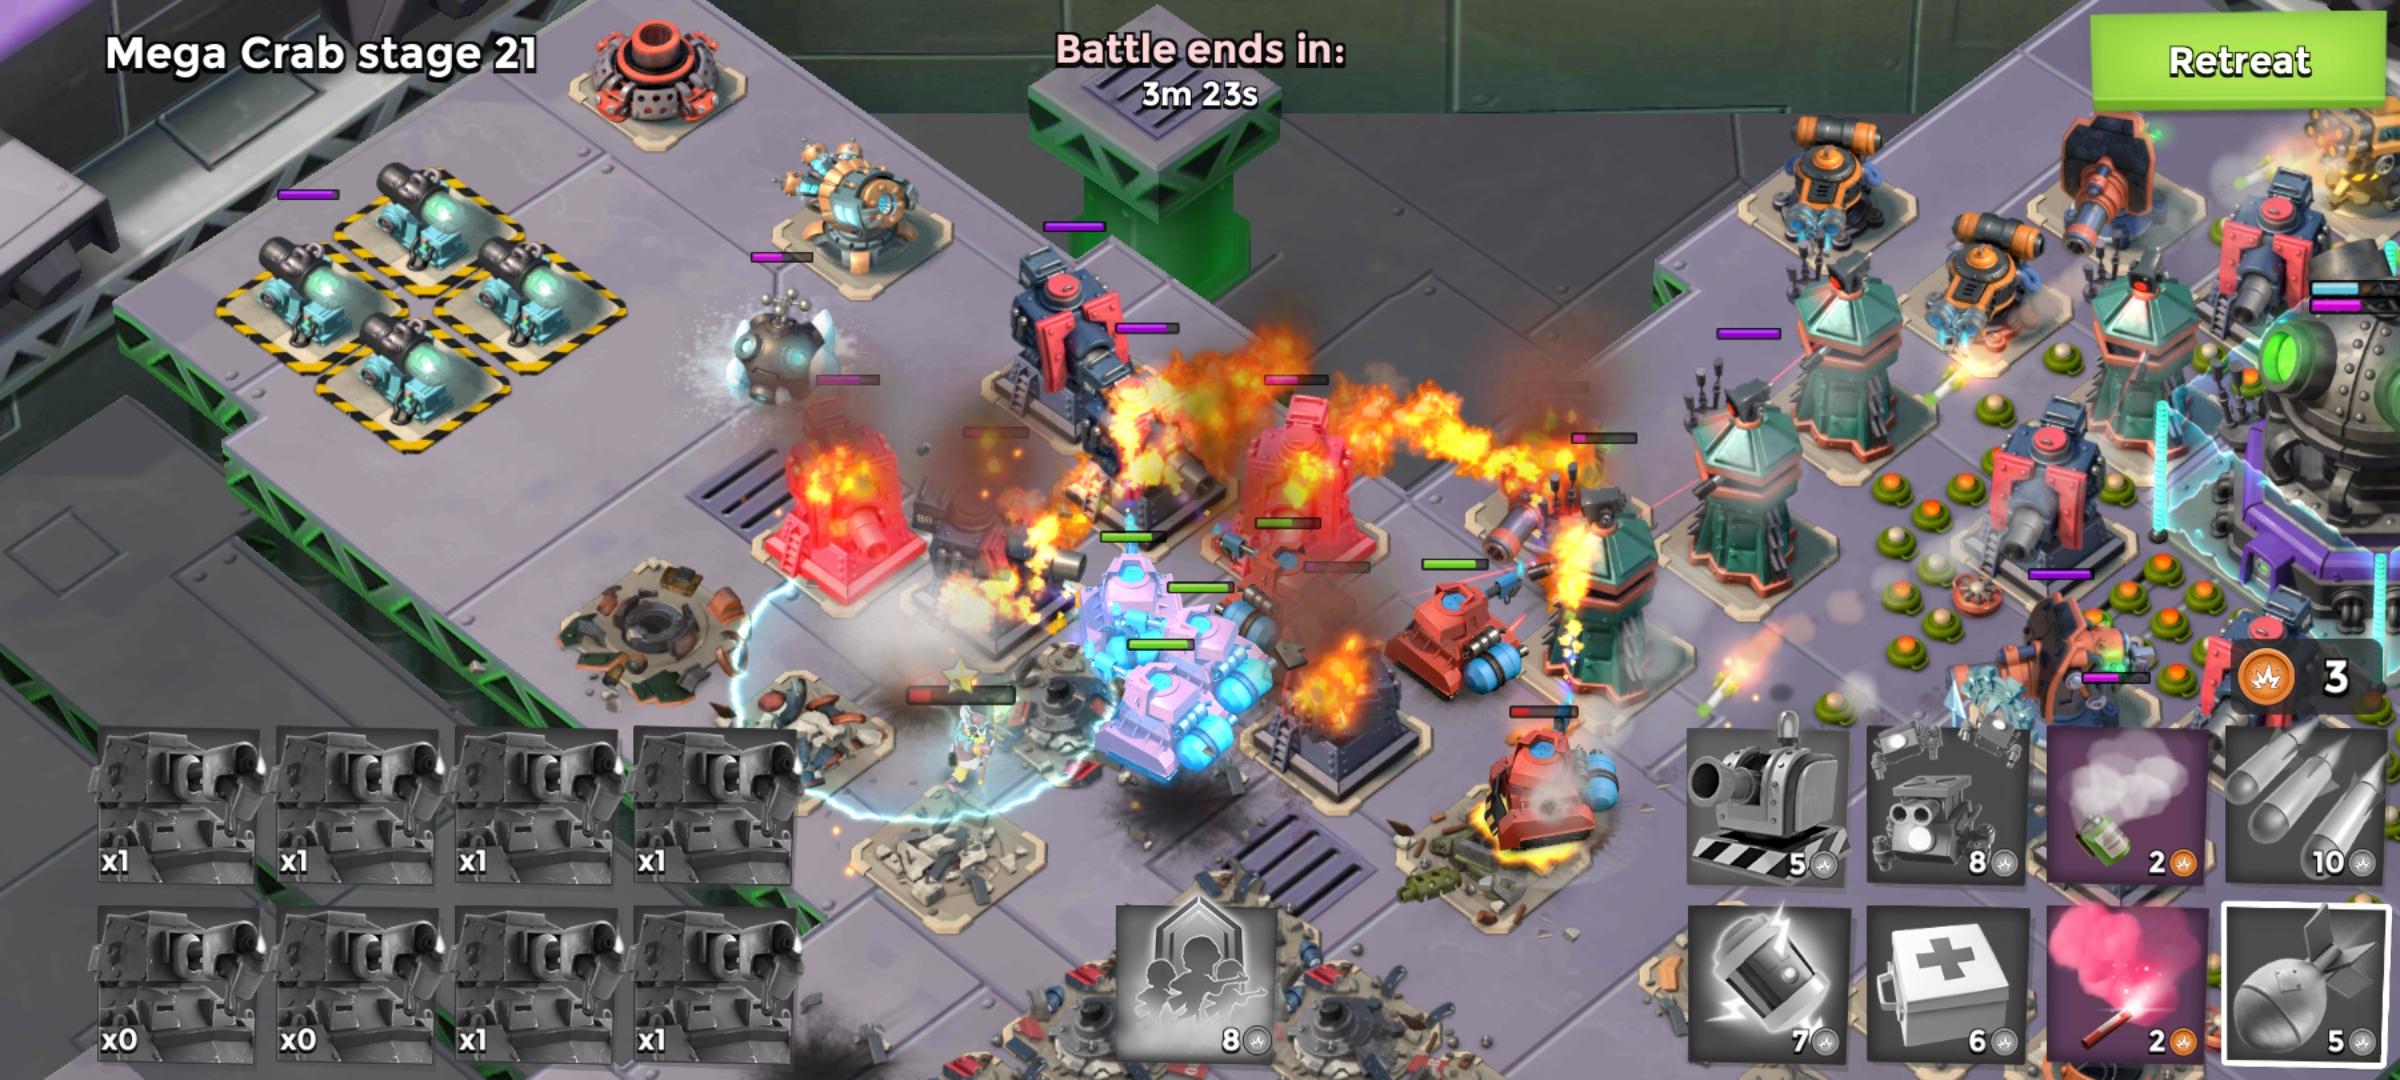 Mega Crab stage 21
Battle ends in:
3m 23s
Retreat
3
x1
x1
x1
x1
5
8
2
10
x0
x0
x1
x1
8
7
6
2
5